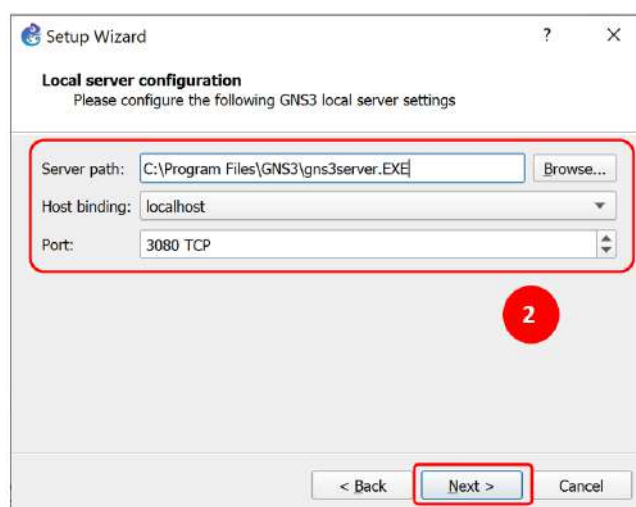 Setup Wizard ?
Local server configuration
Please configure the following GNS3 local server settings
Server path: C:\Program Files\GNS3\gns3server.EXE Browse...
Host binding: localhost
Port: 3080 TCP
2
< Back Next > Cancel